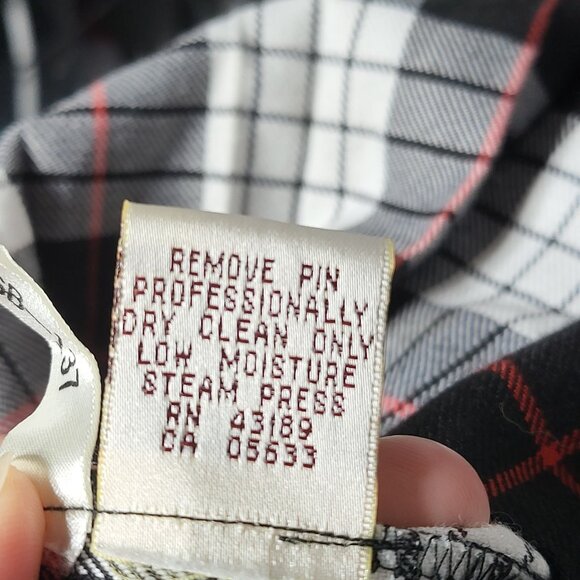 REMOVE PIN
PROFESSIONALLY
DRY CLEAN ONLY
LOW MOISTURE
STEAM PRESS
RN 43189
CA 05633